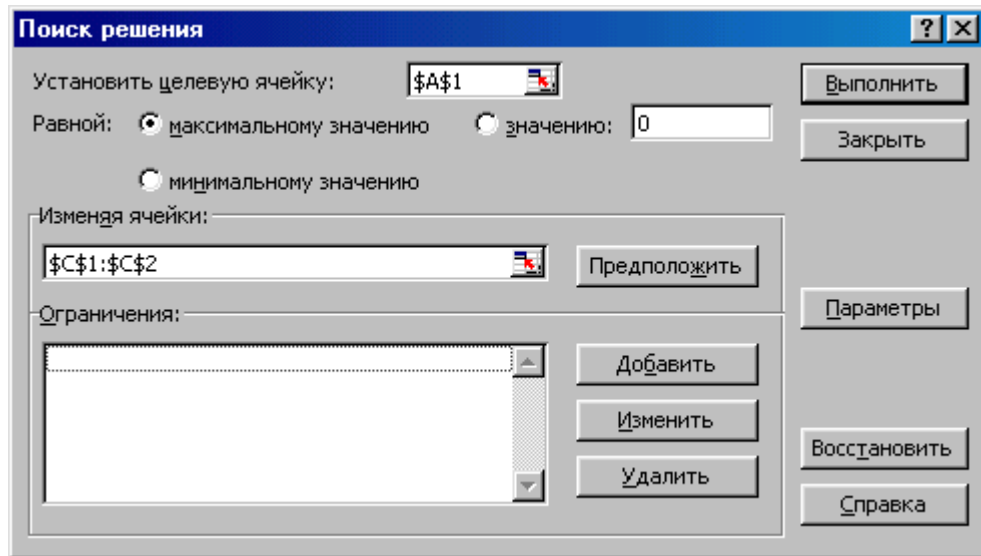 Поиск решения
Установить целевую ячейку: $A$1
Выполнить
Равной: максимальному значению значению: 0
Закрыть
минимальному значению
Изменяя ячейки:
$C$1:$C$2 Предположить
Параметры
Ограничения:
Добавить
Изменить
Восстановить
Удалить
Справка